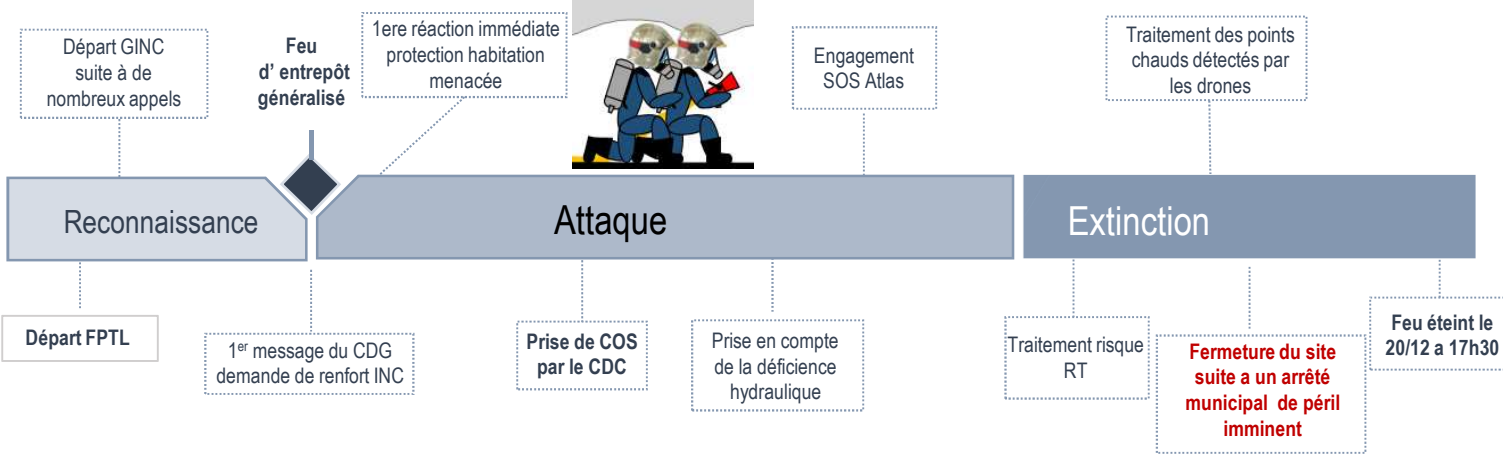 Départ GINC
suite à de
nombreux appels
Feu
d' entrepôt
généralisé
1ere réaction immédiate
protection habitation
menacée
Engagement
SOS Atlas
Traitement des points
chauds détectés par
les drones
Reconnaissance
Attaque
Extinction
Départ FPTL
1er message du CDG
demande de renfort INC
Prise de COS
par le CDC
Prise en compte
de la déficience
hydraulique
Traitement risque
RT
Fermeture du site
suite a un arrêté
municipal de péril
imminent
Feu éteint le
20/12 a 17h30